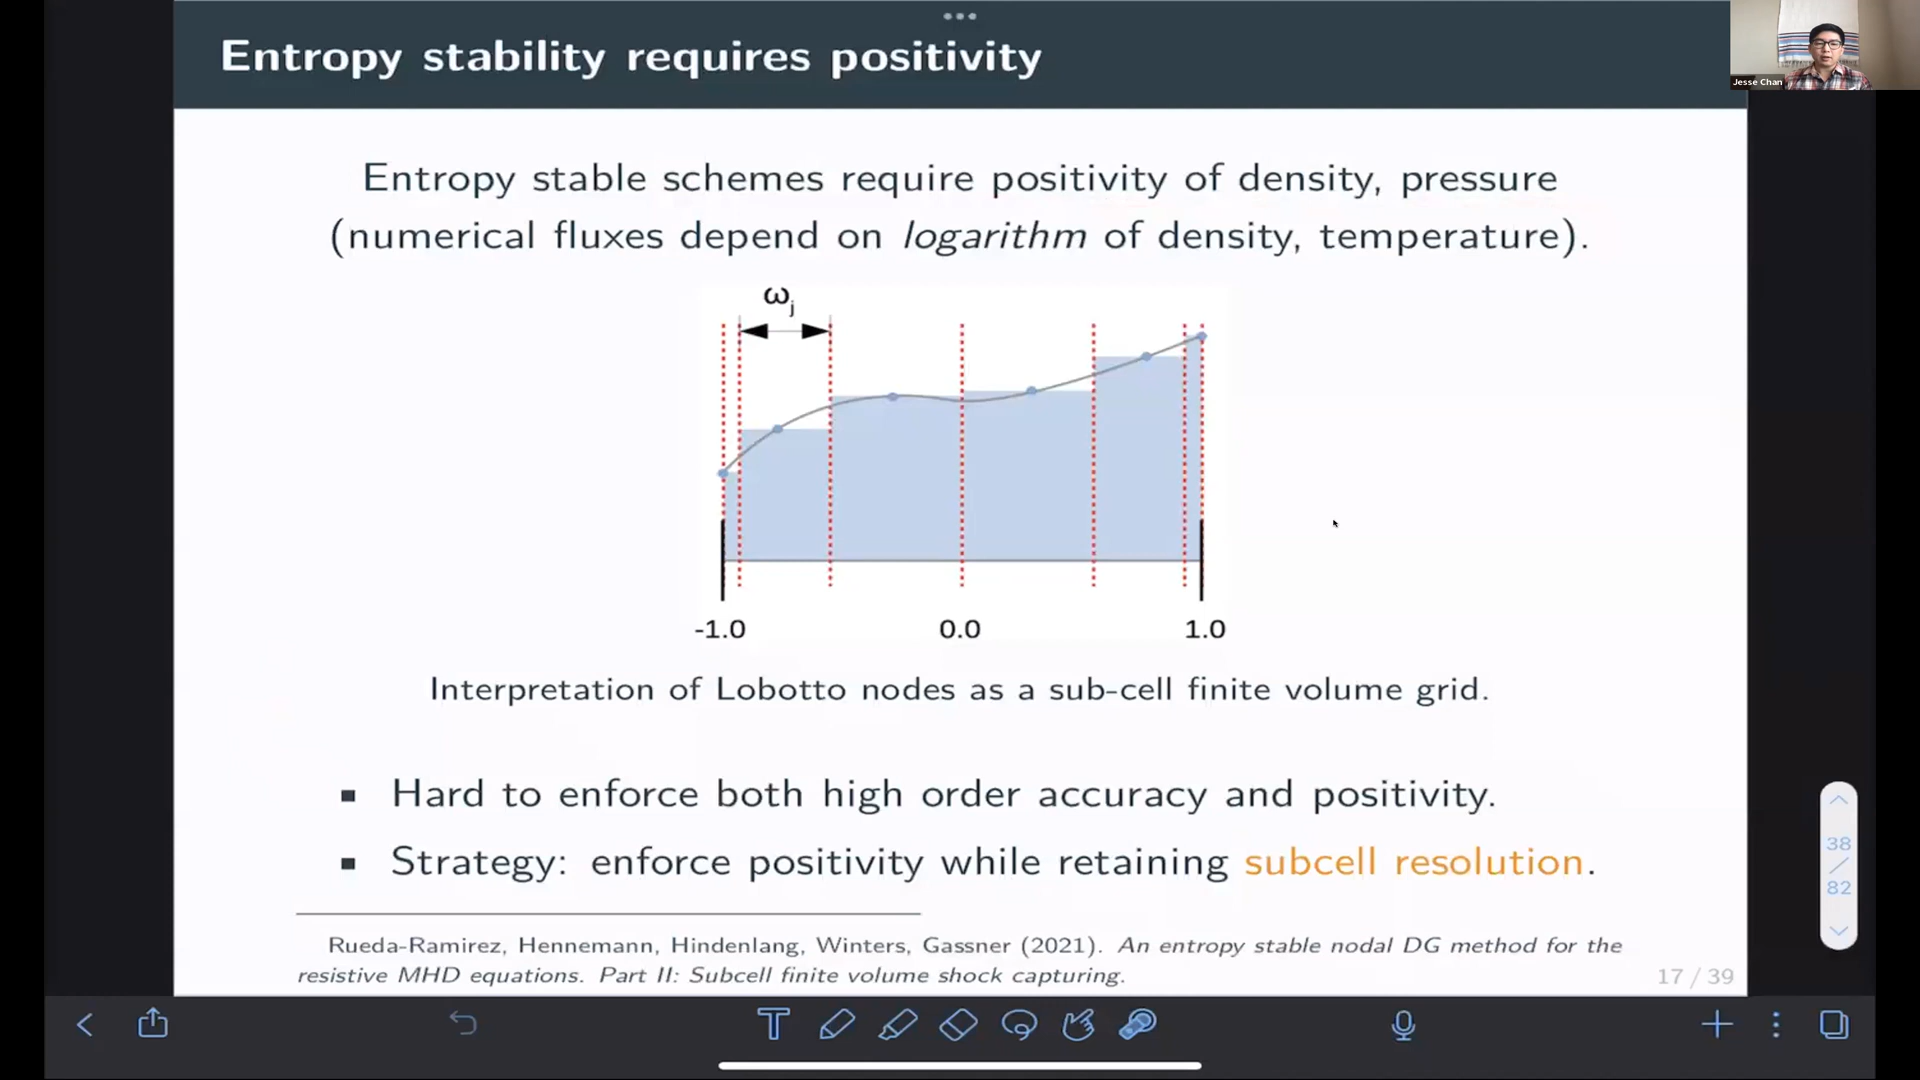 Entropy stability requires positivity
Jesse Chan
Entropy stable schemes require positivity of density, pressure
(numerical fluxes depend on logarithm of density, temperature).
ωj
-1.0 0.0 1.0
Interpretation of Lobotto nodes as a sub-cell finite volume grid.
▪ Hard to enforce both high order accuracy and positivity.
▪ Strategy: enforce positivity while retaining subcell resolution.
38
/
82
Rueda-Ramirez, Hennemann, Hindenlang, Winters, Gassner (2021). An entropy stable nodal DG method for the
resistive MHD equations. Part II: Subcell finite volume shock capturing.
17 / 39